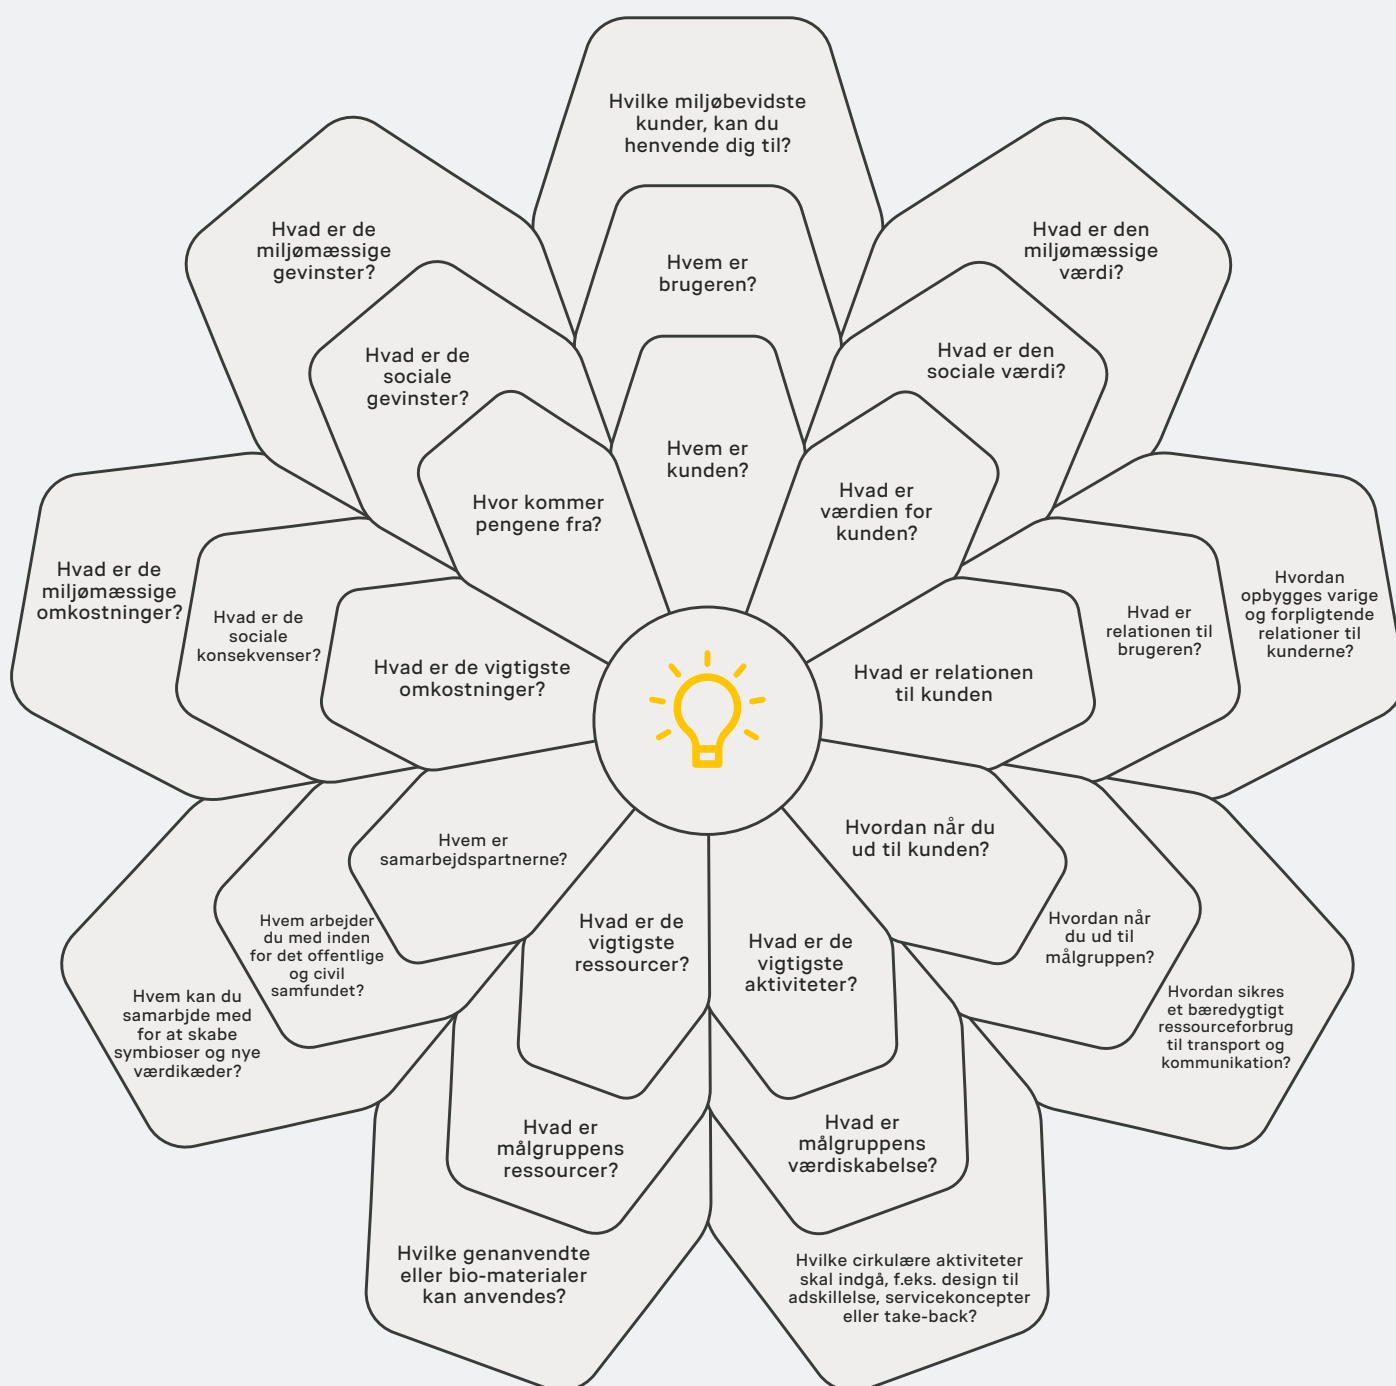 Hvilke miljøbevidste
kunder, kan du
henvende dig til?
Hvem er
brugeren?
Hvem er
kunden?
Hvad er den
miljømæssige
værdi?
Hvad er den
sociale værdi?
Hvad er
værdien for
kunden?
Hvordan
opbygges varige
og forpligtende
relationer til
kunderne?
Hvad er
relationen til
brugeren?
Hvad er relationen
til kunden
Hvordan når du
ud til kunden?
Hvordan når
du ud til
målgruppen?
Hvordan sikres
et bæredygtigt
ressourceforbrug
til transport og
kommunikation?
Hvad er de
vigtigste
aktiviteter?
Hvad er
målgruppens
værdiskabelse?
Hvilke cirkulære aktiviteter
skal indgå, f.eks. design til
adskillelse, servicekoncepter
eller take-back?
Hvad er de
vigtigste
ressourcer?
Hvad er
målgruppens
ressourcer?
Hvilke genanvendte
eller bio-materialer
kan anvendes?
Hvem er
samarbejdspartnerne?
Hvem arbejder
du med inden
for det offentlige
og civil
samfundet?
Hvem kan du
samarbjde med
for at skabe
symbioser og nye
værdikæder?
Hvad er de vigtigste
omkostninger?
Hvad er de
sociale
konsekvenser?
Hvad er de
miljømæssige
omkostninger?
Hvor kommer
pengene fra?
Hvad er de
sociale
gevinster?
Hvad er de
miljømæssige
gevinster?